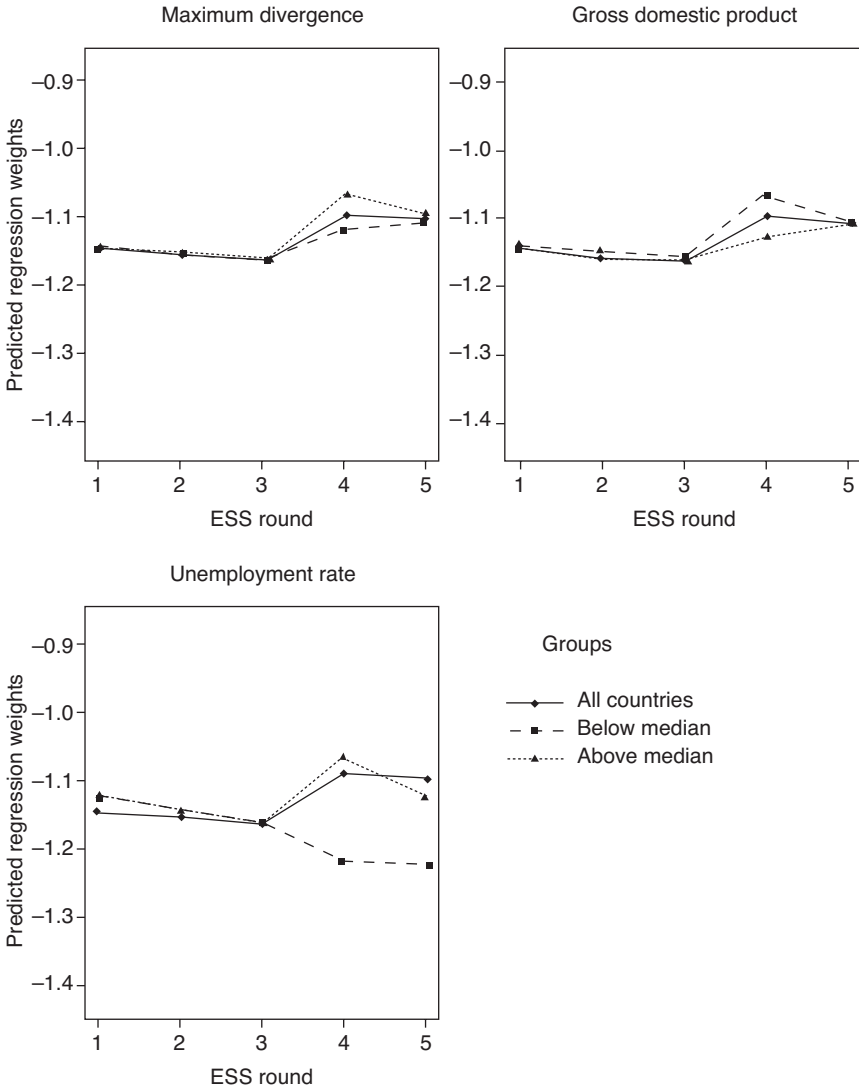 Maximum divergence
Predicted regression weights
–0.9
–1.0
–1.1
–1.2
–1.3
–1.4
1 2 3 4 5
ESS round
Gross domestic product
–0.9
–1.0
–1.1
–1.2
–1.3
–1.4
1 2 3 4 5
ESS round
Unemployment rate
Predicted regression weights
–0.9
–1.0
–1.1
–1.2
–1.3
–1.4
1 2 3 4 5
ESS round
Groups
All countries
Below median
Above median